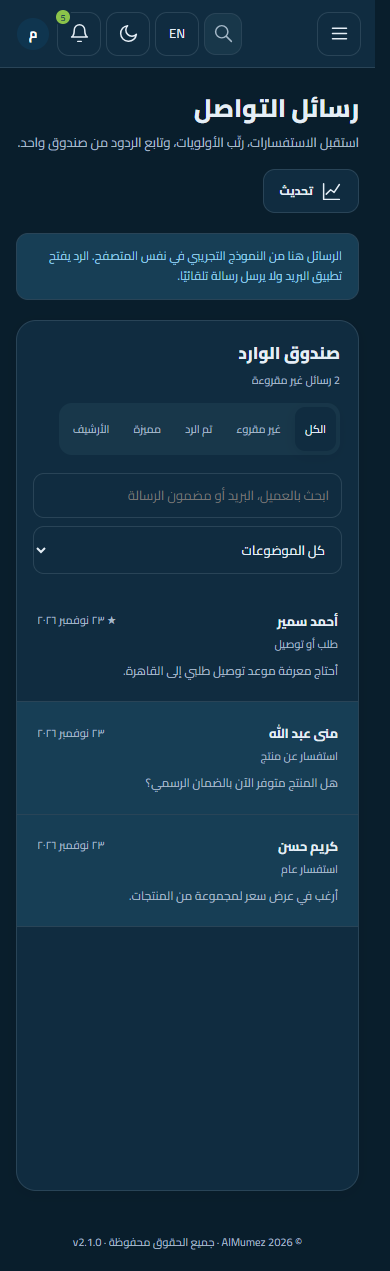 EN
5
م
رسائل التواصل
استقبل الاستفسارات، رتّب الأولويات، وتابع الردود من صندوق واحد.
تحديث
الرسائل هنا من النموذج التجريبي في نفس المتصفح. الرد يفتح
تطبيق البريد ولا يرسل رسالة تلقائيًا.
صندوق الوارد
2 رسائل غير مقروءة
الكل غير مقروء تم الرد مميزة الأرشيف
ابحث بالعميل، البريد أو مضمون الرسالة
كل الموضوعات
أحمد سمير ★ ٢٣ نوفمبر ٢٠٢٦
طلب أو توصيل
أحتاج معرفة موعد توصيل طلبي إلى القاهرة.
منى عبد الله ٢٣ نوفمبر ٢٠٢٦
استفسار عن منتج
هل المنتج متوفر الآن بالضمان الرسمي؟
كريم حسن ٢٣ نوفمبر ٢٠٢٦
استفسار عام
أرغب في عرض سعر لمجموعة من المنتجات.
© 2026 AlMumez · جميع الحقوق محفوظة · v2.1.0